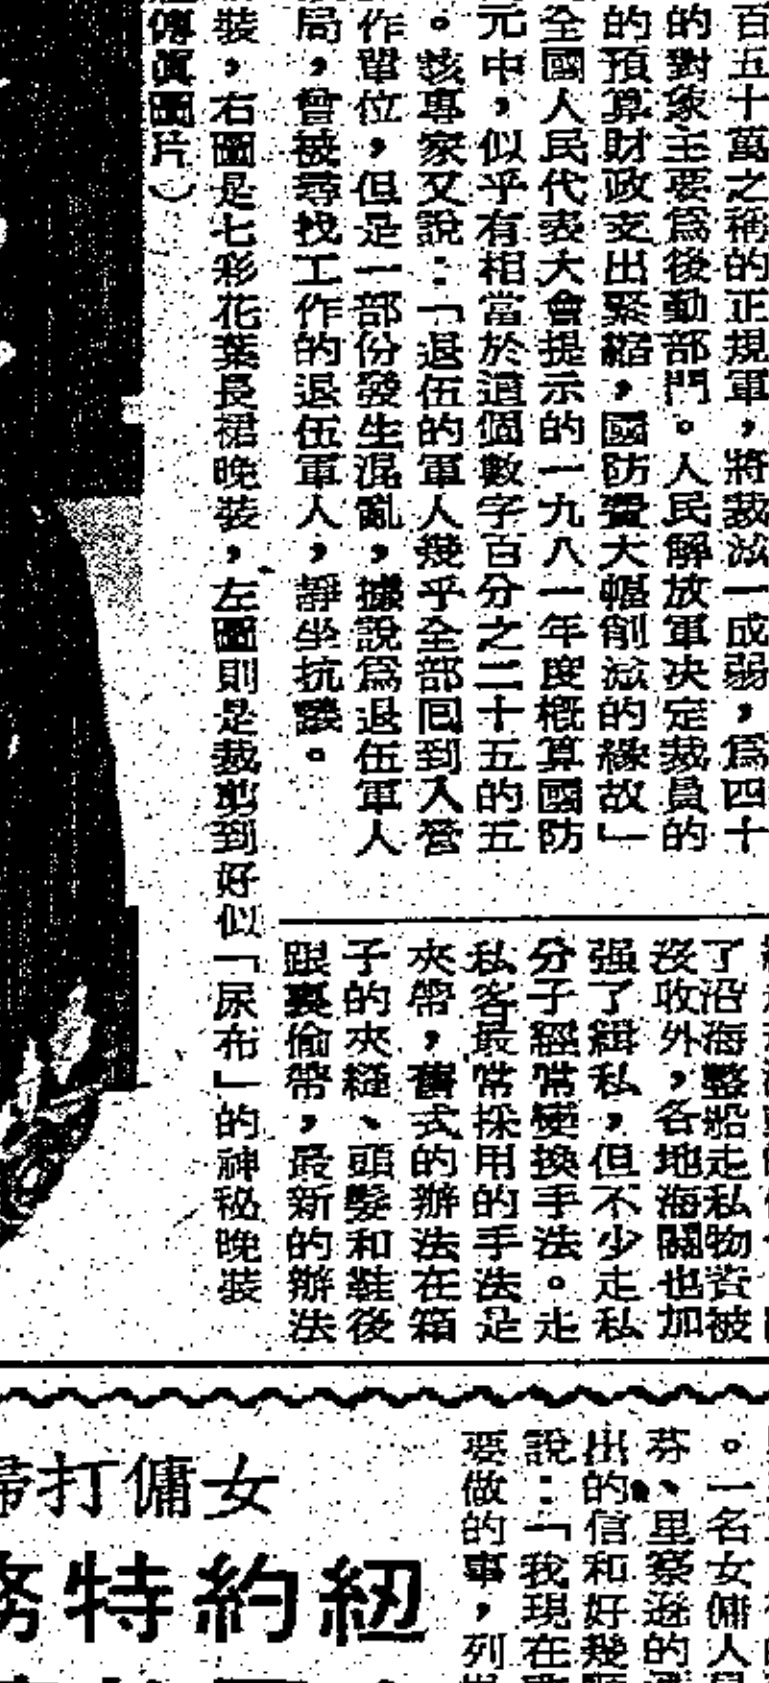 百五十萬之稱的正規軍，將裁減一成弱，爲四十
的對象主要爲後勤部門。人民解放軍決定裁員的
的預算財政支出緊縮，國防費大幅削減的緣故」
全國人民代表大會提示的一九八一年度概算國防
元中，似乎有相當於這個數字百分之二十五的五
。該專家又說：「退伍的軍人幾乎全部回到入營
作單位，但是一部份發生混亂，據說爲退伍軍人
局，曾被尋找工作的退伍軍人，靜坐抗議。
裝，右圖是七彩花葉長裙晚裝，左圖則是裁剪到好似「尿布」的神秘晚裝
傳眞圖片）
了沿海整船走私物資被
沒收外，各地海關也加
强了緝私，但不少走私
分子經常變換手法。走
私客最常採用的手法是
夾帶，舊式的辦法在箱
子的夾縫、頭髮和鞋後
跟裏偷帶，最新的辦法
。一名女傭人
芬、里察遜的
出的信和好幾
說：「我現在
要做的事，列
女傭打掃
紐約特務